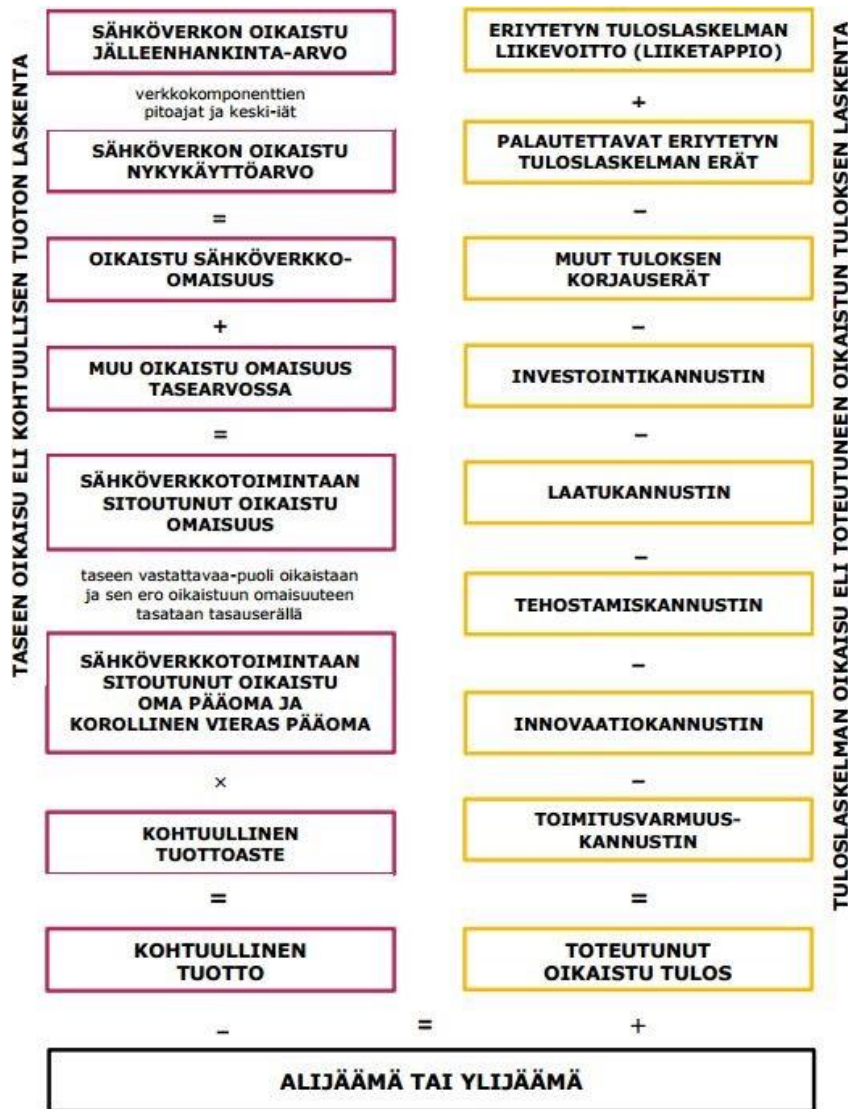 TASEEN OIKAISU ELI KOHTUULLISEN TUOTON LASKENTA
SÄHKÖVERKON OIKAISTU
JÄLLEENHANKINTA-ARVO
verkkokomponenttien
pitoajat ja keski-iät
SÄHKÖVERKON OIKAISTU
NYKYKÄYTTÖARVO
=
OIKAISTU SÄHKÖVERKKO-
OMAISUUS
+
MUU OIKAISTU OMAISUUS
TASEARVOSSA
=
SÄHKÖVERKKOTOIMINTAAN
SITOUTUNUT OIKAISTU
OMAISUUS
taseen vastattavaa-puoli oikaistaan
ja sen ero oikaistuun omaisuuteen
tasataan tasauserällä
SÄHKÖVERKKOTOIMINTAAN
SITOUTUNUT OIKAISTU
OMA PÄÄOMA JA
KOROLLINEN VIERAS PÄÄOMA
×
KOHTUULLINEN
TUOTTOASTE
=
KOHTUULLINEN
TUOTTO
ERIYTETYN TULOSLASKELMAN
LIIKEVOITTO (LIIKETAPPIO)
+
PALAUTETTAVAT ERIYTETYN
TULOSLASKELMAN ERÄT
–
MUUT TULOKSEN
KORJAUSERÄT
–
INVESTOINTIKANNUSTIN
–
LAATUKANNUSTIN
–
TEHOSTAMISKANNUSTIN
–
INNOVAATIOKANNUSTIN
–
TOIMITUSVARMUUS-
KANNUSTIN
=
TOTEUTUNUT
OIKAISTU TULOS
TULOSLASKELMAN OIKAISU ELI TOTEUTUNEEN OIKAISTUN TULOKSEN LASKENTA
– = +
ALIJÄÄMÄ TAI YLIJÄÄMÄ